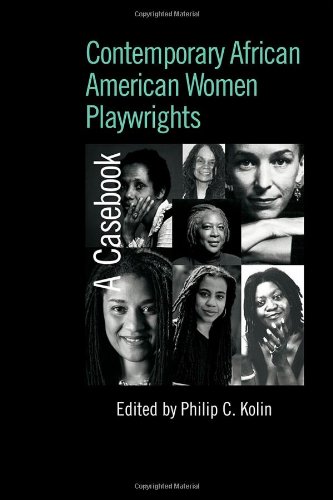 Contemporary African
American Women
Playwrights
A Casebook
Edited by Philip C. Kolin